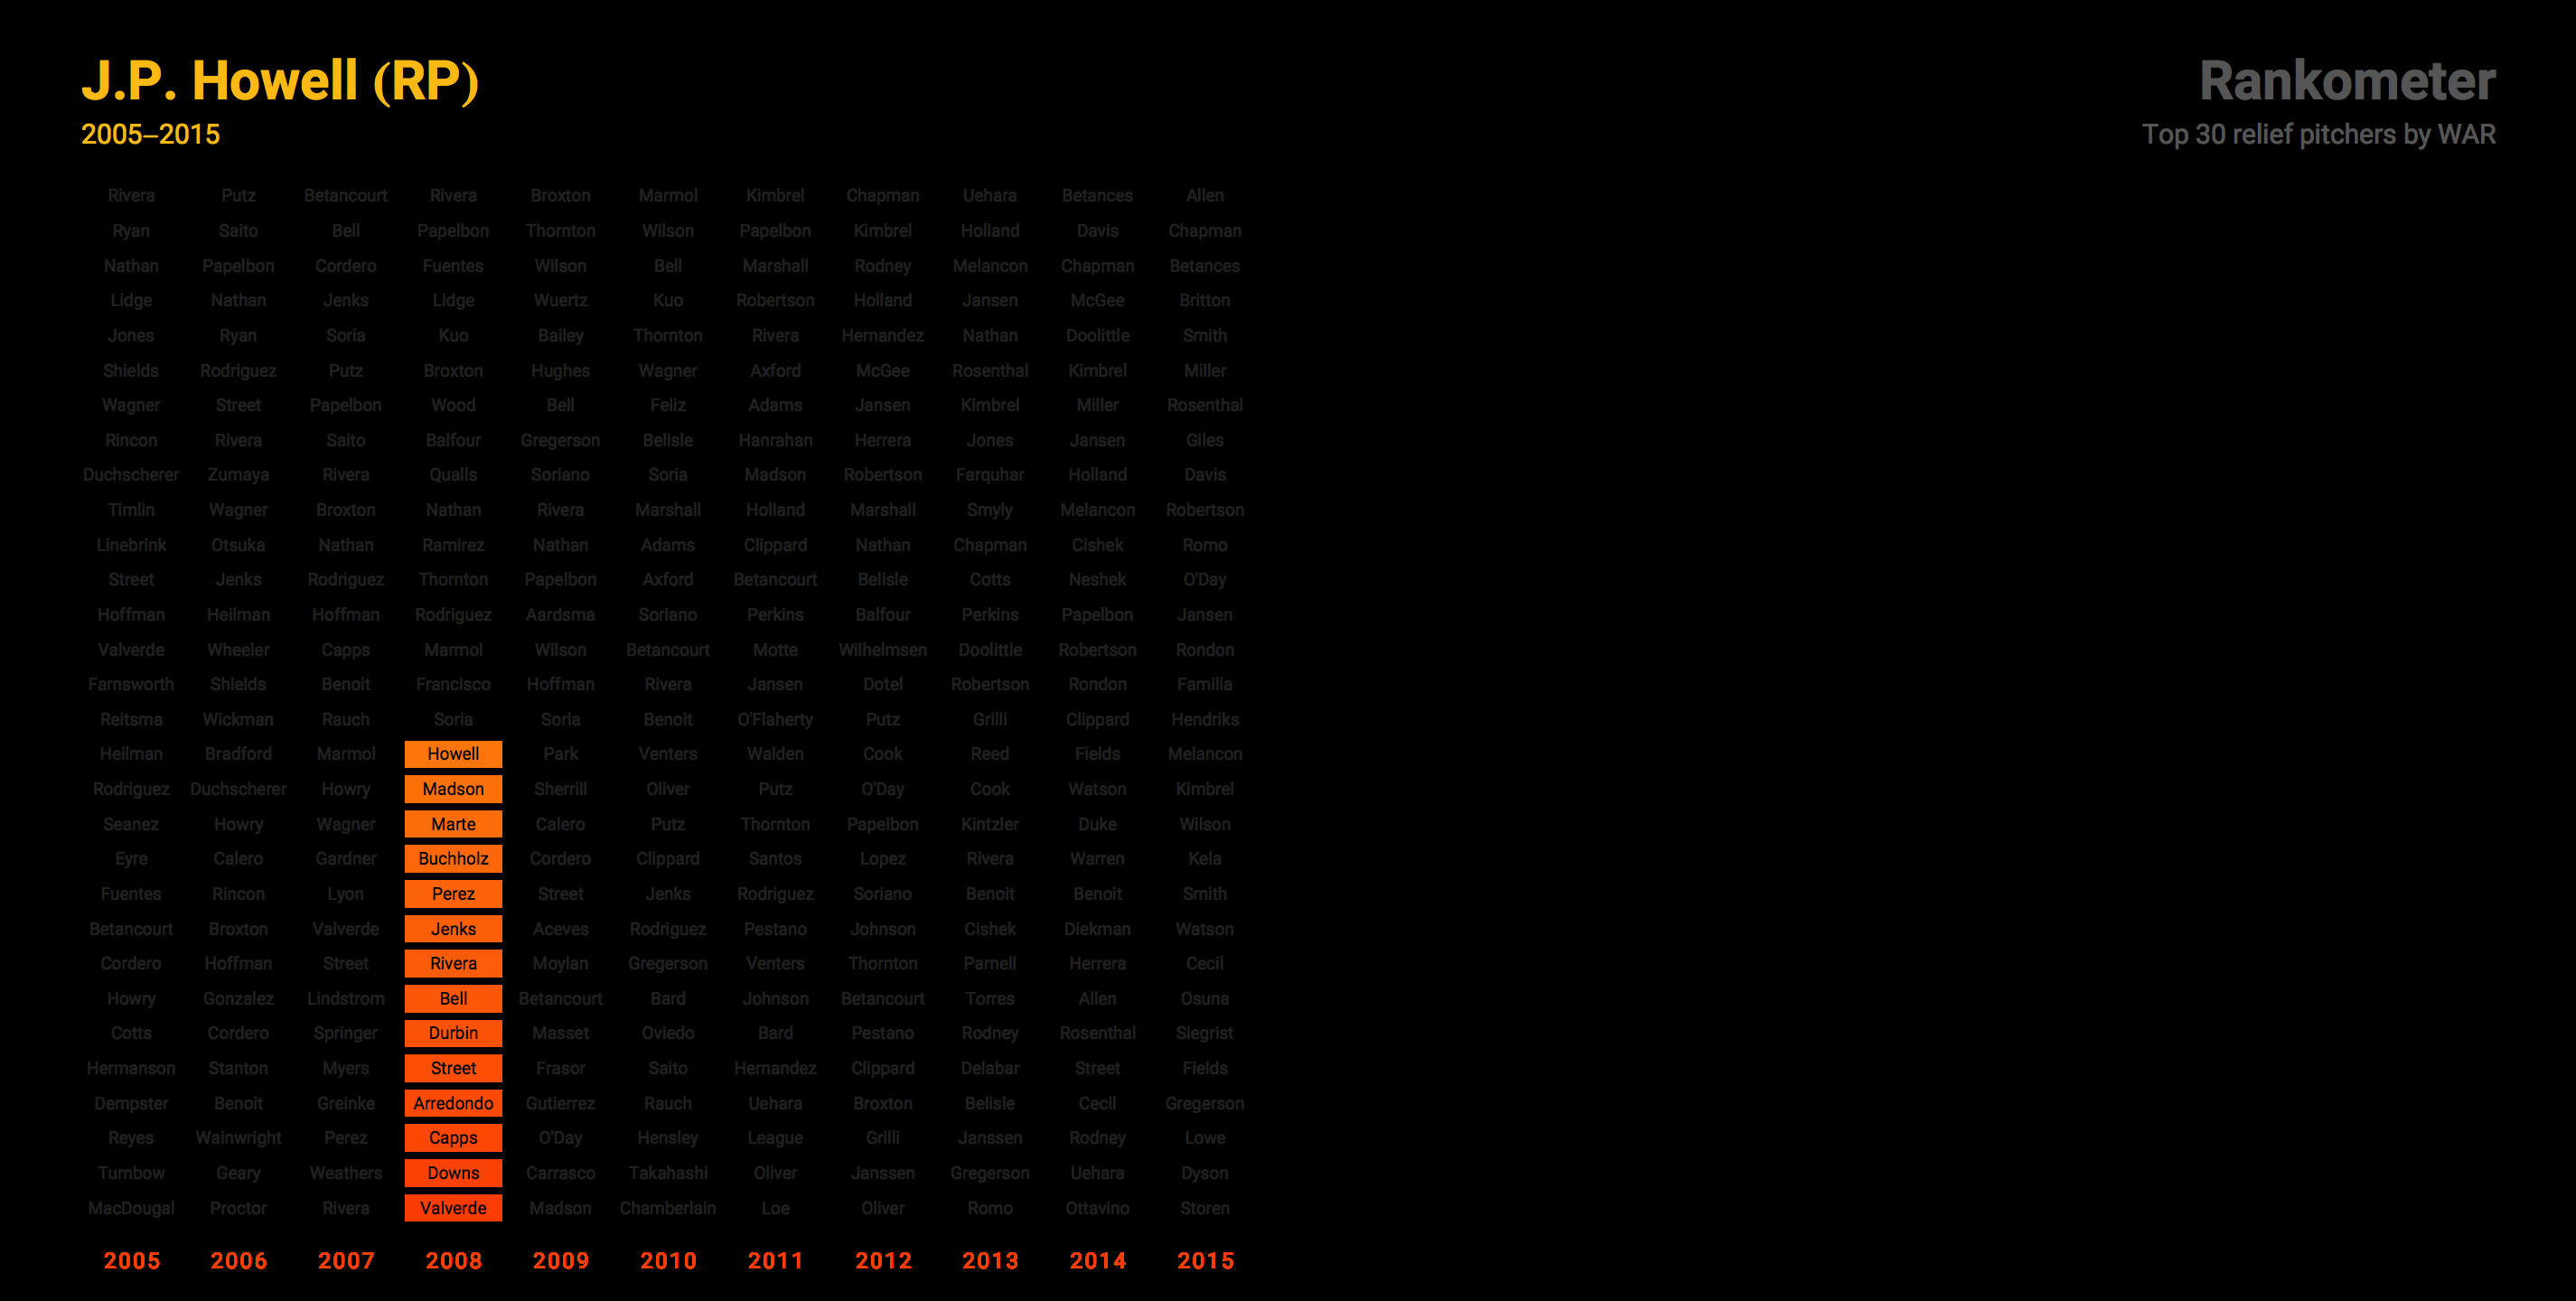 J.P. Howell (RP)
2005–2015
Rankometer
Top 30 relief pitchers by WAR
Rivera Putz Betancourt Rivera Broxton Marmol Kimbrel Chapman Uehara Betances Allen
Ryan Saito Bell Papelbon Thornton Wilson Papelbon Kimbrel Holland Davis Chapman
Nathan Papelbon Cordero Fuentes Wilson Bell Marshall Rodney Melancon Chapman Betances
Lidge Nathan Jenks Lidge Wuertz Kuo Robertson Holland Jansen McGee Britton
Jones Ryan Soria Kuo Bailey Thornton Rivera Hernandez Nathan Doolittle Smith
Shields Rodriguez Putz Broxton Hughes Wagner Axford McGee Rosenthal Kimbrel Miller
Wagner Street Papelbon Wood Bell Feliz Adams Jansen Kimbrel Miller Rosenthal
Rincon Rivera Saito Balfour Gregerson Belisle Hanrahan Herrera Jones Jansen Giles
Duchscherer Zumaya Rivera Qualls Soriano Soria Madson Robertson Farquhar Holland Davis
Timlin Wagner Broxton Nathan Rivera Marshall Holland Marshall Smyly Melancon Robertson
Linebrink Otsuka Nathan Ramirez Nathan Adams Clippard Nathan Chapman Cishek Romo
Street Jenks Rodriguez Thornton Papelbon Axford Betancourt Belisle Cotts Neshek O'Day
Hoffman Heilman Hoffman Rodriguez Aardsma Soriano Perkins Balfour Perkins Papelbon Jansen
Valverde Wheeler Capps Marmol Wilson Betancourt Motte Wilhelmsen Doolittle Robertson Rondon
Farnsworth Shields Benoit Francisco Hoffman Rivera Jansen Dotel Robertson Rondon Familia
Reitsma Wickman Rauch Soria Soria Benoit O'Flaherty Putz Grilli Clippard Hendriks
Heilman Bradford Marmol Howell Park Venters Walden Cook Reed Fields Melancon
Rodriguez Duchscherer Howry Madson Sherrill Oliver Putz O'Day Cook Watson Kimbrel
Seanez Howry Wagner Marte Calero Putz Thornton Papelbon Kintzler Duke Wilson
Eyre Calero Gardner Buchholz Cordero Clippard Santos Lopez Rivera Warren Kela
Fuentes Rincon Lyon Perez Street Jenks Rodriguez Soriano Benoit Benoit Smith
Betancourt Broxton Valverde Jenks Aceves Rodriguez Pestano Johnson Cishek Diekman Watson
Cordero Hoffman Street Rivera Moylan Gregerson Venters Thornton Parnell Herrera Cecil
Howry Gonzalez Lindstrom Bell Betancourt Bard Johnson Betancourt Torres Allen Osuna
Cotts Cordero Springer Durbin Masset Oviedo Bard Pestano Rodney Rosenthal Siegrist
Hermanson Stanton Myers Street Frasor Saito Hernandez Clippard Delabar Street Fields
Dempster Benoit Greinke Arredondo Gutierrez Rauch Uehara Broxton Belisle Cecil Gregerson
Reyes Wainwright Perez Capps O'Day Hensley League Grilli Janssen Rodney Lowe
Turnbow Geary Weathers Downs Carrasco Takahashi Oliver Janssen Gregerson Uehara Dyson
MacDougal Proctor Rivera Valverde Madson Chamberlain Loe Oliver Romo Ottavino Storen
2005 2006 2007 2008 2009 2010 2011 2012 2013 2014 2015